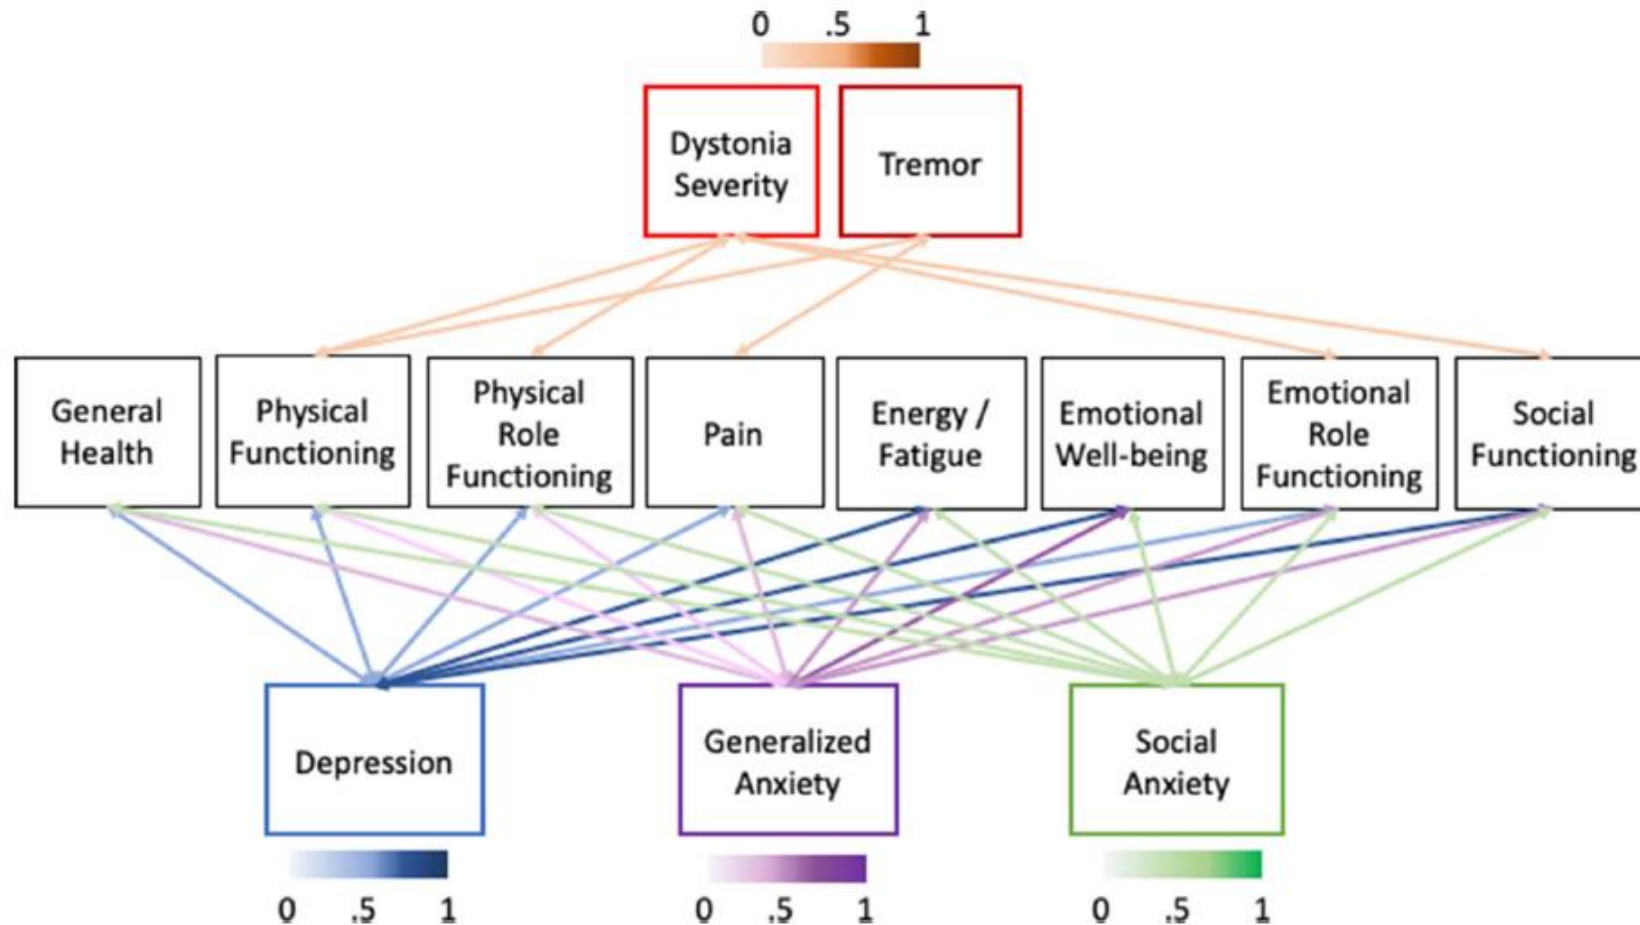 0 .5 1
Dystonia
Severity
Tremor
General
Health
Physical
Functioning
Physical
Role
Functioning
Pain
Energy /
Fatigue
Emotional
Well-being
Emotional
Role
Functioning
Social
Functioning
Depression
Generalized
Anxiety
Social
Anxiety
0 .5 1
0 .5 1
0 .5 1